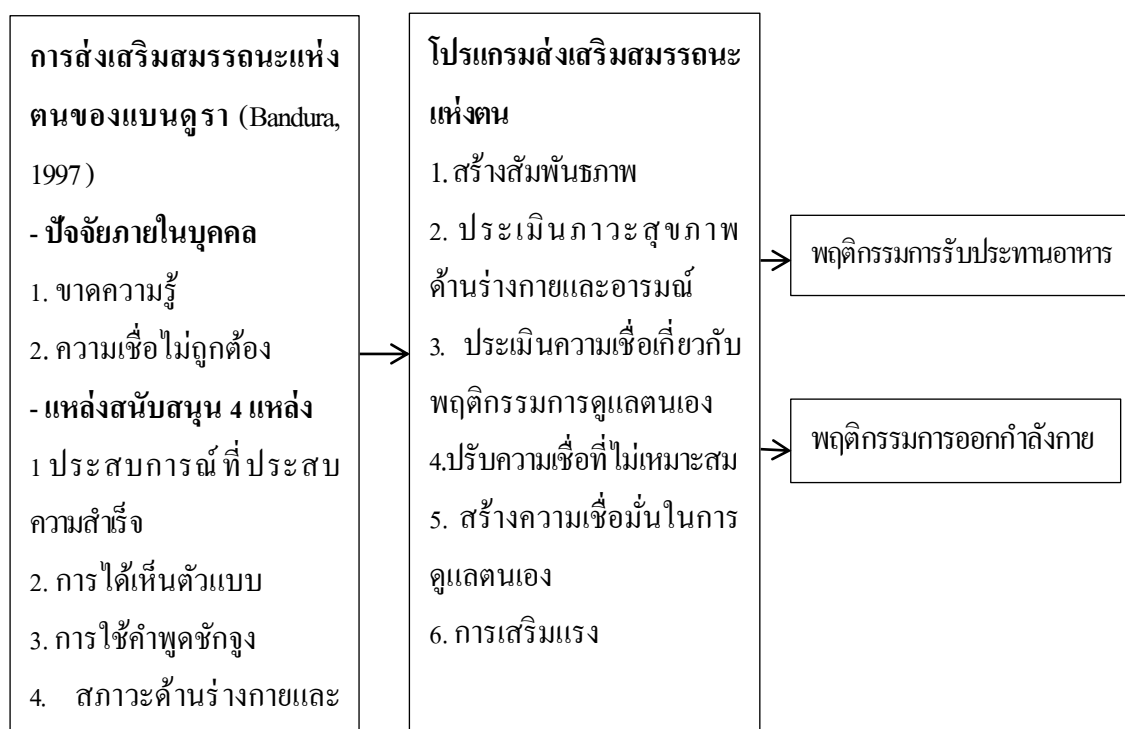 การส่งเสริมสมรรถนะแห่ง
ตนของแบนดูรา (Bandura,
1997)
- ปัจจัยภายในบุคคล
1. ขาดความรู้
2. ความเชื่อไม่ถูกต้อง
- แหล่งสนับสนุน 4 แหล่ง
1 ประสบการณ์ที่ประสบ
ความสำเร็จ
2. การได้เห็นตัวแบบ
3. การใช้คำพูดชักจูง
4. สภาวะด้านร่างกายและ
โปรแกรมส่งเสริมสมรรถนะ
แห่งตน
1. สร้างสัมพันธภาพ
2. ประเมินภาวะสุขภาพ
ด้านร่างกายและอารมณ์
3. ประเมินความเชื่อเกี่ยวกับ
พฤติกรรมการดูแลตนเอง
4.ปรับความเชื่อที่ไม่เหมาะสม
5. สร้างความเชื่อมั่นในการ
ดูแลตนเอง
6. การเสริมแรง
พฤติกรรมการรับประทานอาหาร
พฤติกรรมการออกกำลังกาย